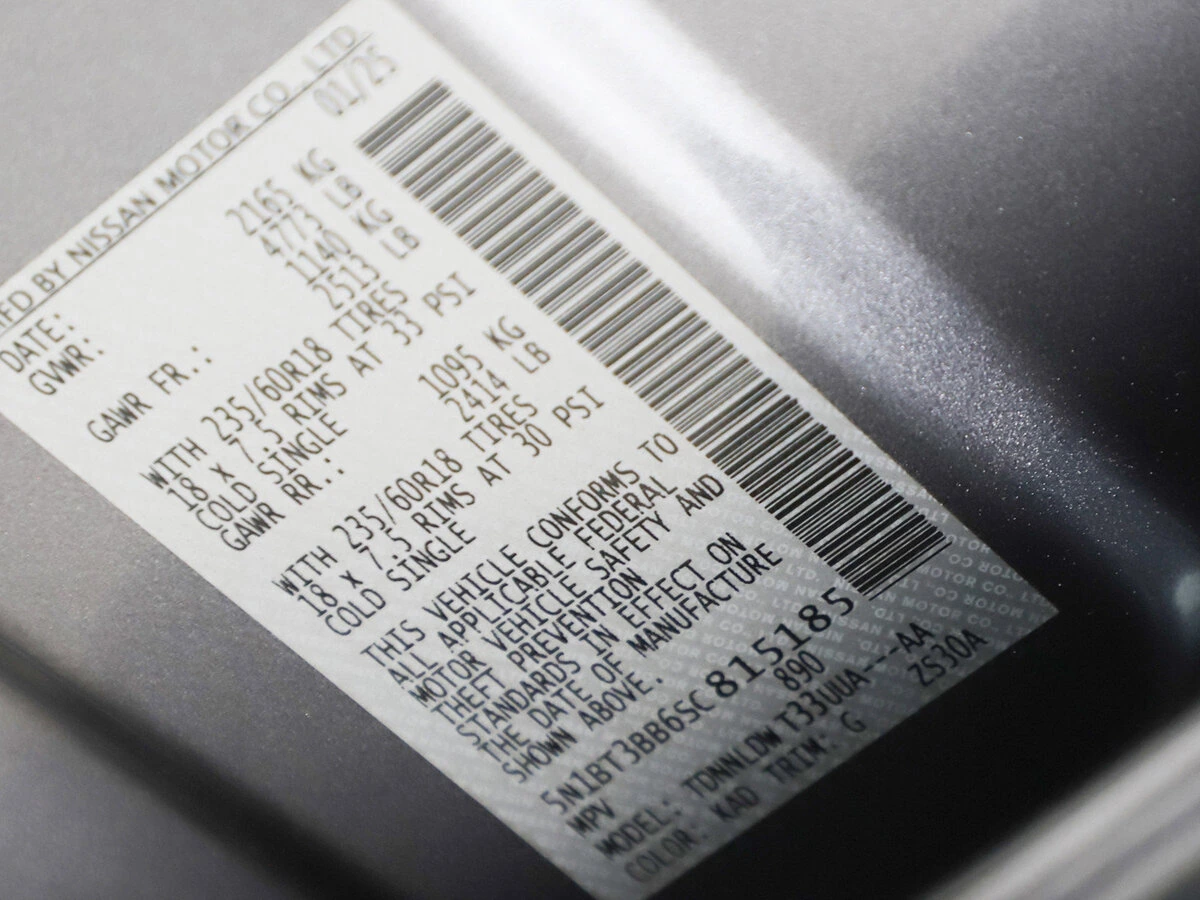 FD BY NISSAN MOTOR CO., LTD
DATE: 01/25
GVWR: 2165 KG
4773 LB
GAWR FR.: 1140 KG
2513 LB
WITH 235/60R18 TIRES
18 x 7.5 RIMS AT 33 PSI
COLD SINGLE
GAWR RR.: 1095 KG
2414 LB
WITH 235/60R18 TIRES
18 x 7.5 RIMS AT 30 PSI
COLD SINGLE
THIS VEHICLE CONFORMS TO
ALL APPLICABLE FEDERAL
MOTOR VEHICLE SAFETY AND
THEFT PREVENTION
STANDARDS IN EFFECT ON
THE DATE OF MANUFACTURE
SHOWN ABOVE.
5N1BT3BB6SC815185
MPV 890
MODEL: TDNNLDW T33UUA---AA
COLOR: KAD TRIM: G ZS30A